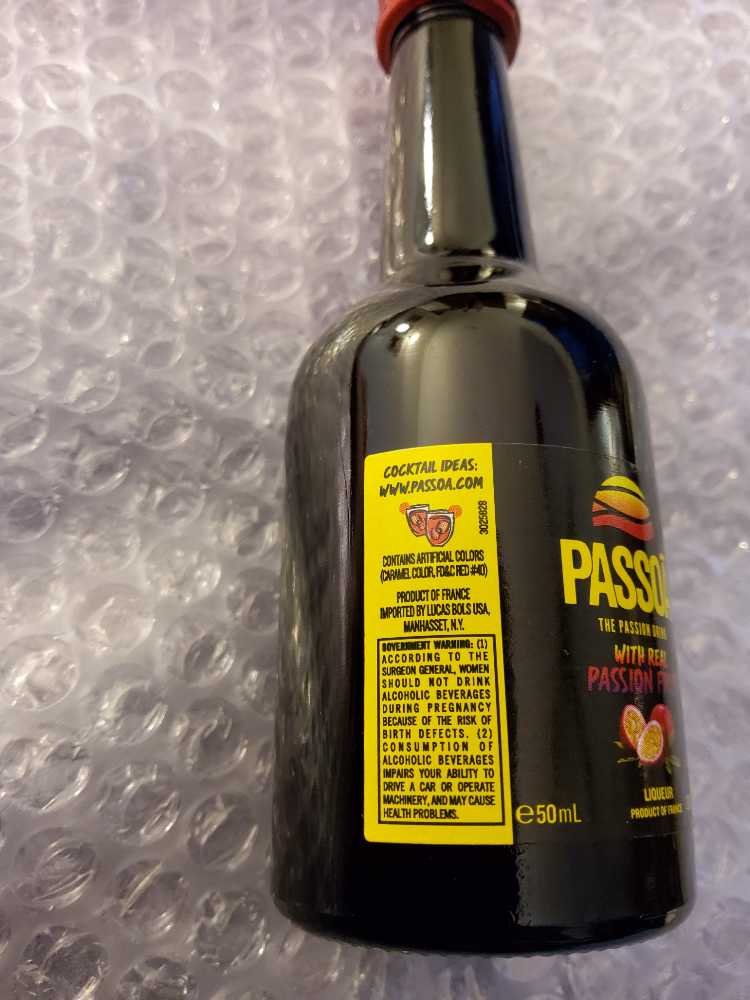 COCKTAIL IDEAS:
WWW.PASSOA.COM
3025828
CONTAINS ARTIFICIAL COLORS
(CARAMEL COLOR, FD&C RED #40)
PRODUCT OF FRANCE
IMPORTED BY LUCAS BOLS USA,
MANHASSET, N.Y.
GOVERNMENT WARNING: (1)
ACCORDING TO THE
SURGEON GENERAL, WOMEN
SHOULD NOT DRINK
ALCOHOLIC BEVERAGES
DURING PREGNANCY
BECAUSE OF THE RISK OF
BIRTH DEFECTS. (2)
CONSUMPTION OF
ALCOHOLIC BEVERAGES
IMPAIRS YOUR ABILITY TO
DRIVE A CAR OR OPERATE
MACHINERY, AND MAY CAUSE
HEALTH PROBLEMS.
e50mL
PASSOÃ
THE PASSION DRINK
WITH REAL
PASSION
LIQUEUR
PRODUCT OF FRANCE